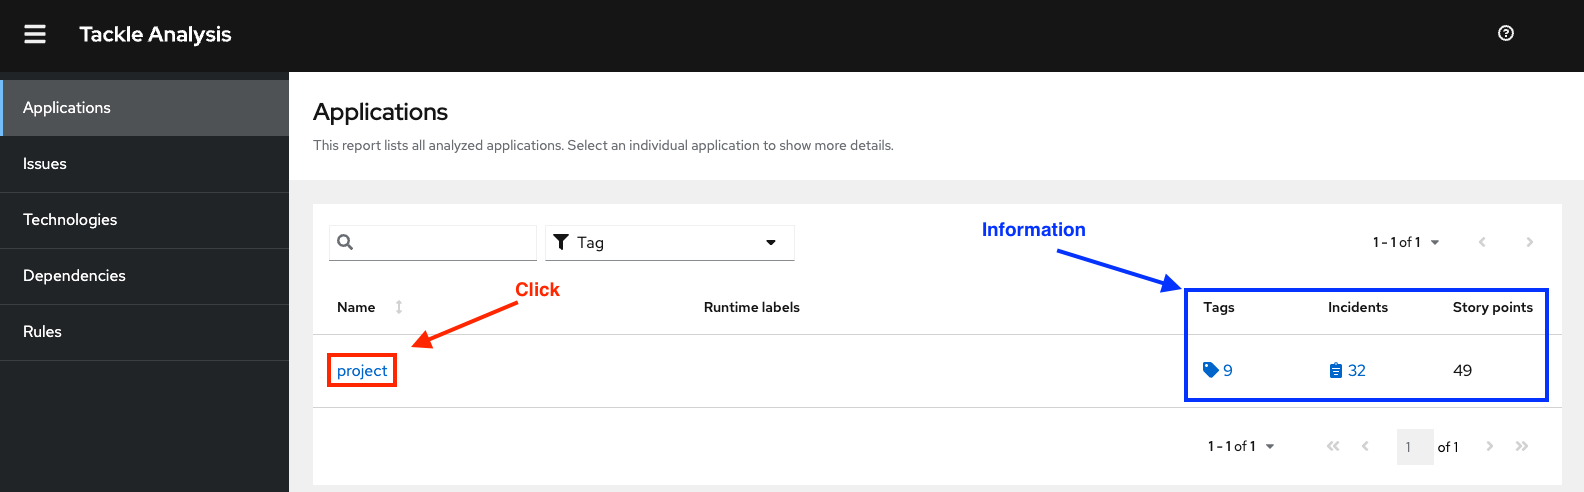 Tackle Analysis
Applications
Issues
Technologies
Dependencies
Rules
Applications
This report lists all analyzed applications. Select an individual application to show more details.
Tag
Information
1 - 1 of 1
Click
Name
Runtime labels
Tags
Incidents
Story points
project
9
32
49
1 - 1 of 1
1
of 1